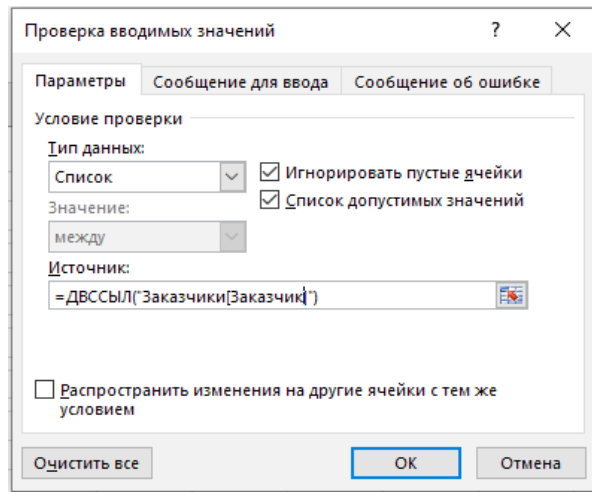 Проверка вводимых значений ?
Параметры Сообщение для ввода Сообщение об ошибке
Условие проверки
Тип данных:
Список
Игнорировать пустые ячейки
Значение:
Список допустимых значений
между
Источник:
=ДВССЫЛ("Заказчики[Заказчик]")
Распространить изменения на другие ячейки с тем же
условием
Очистить все ОК Отмена